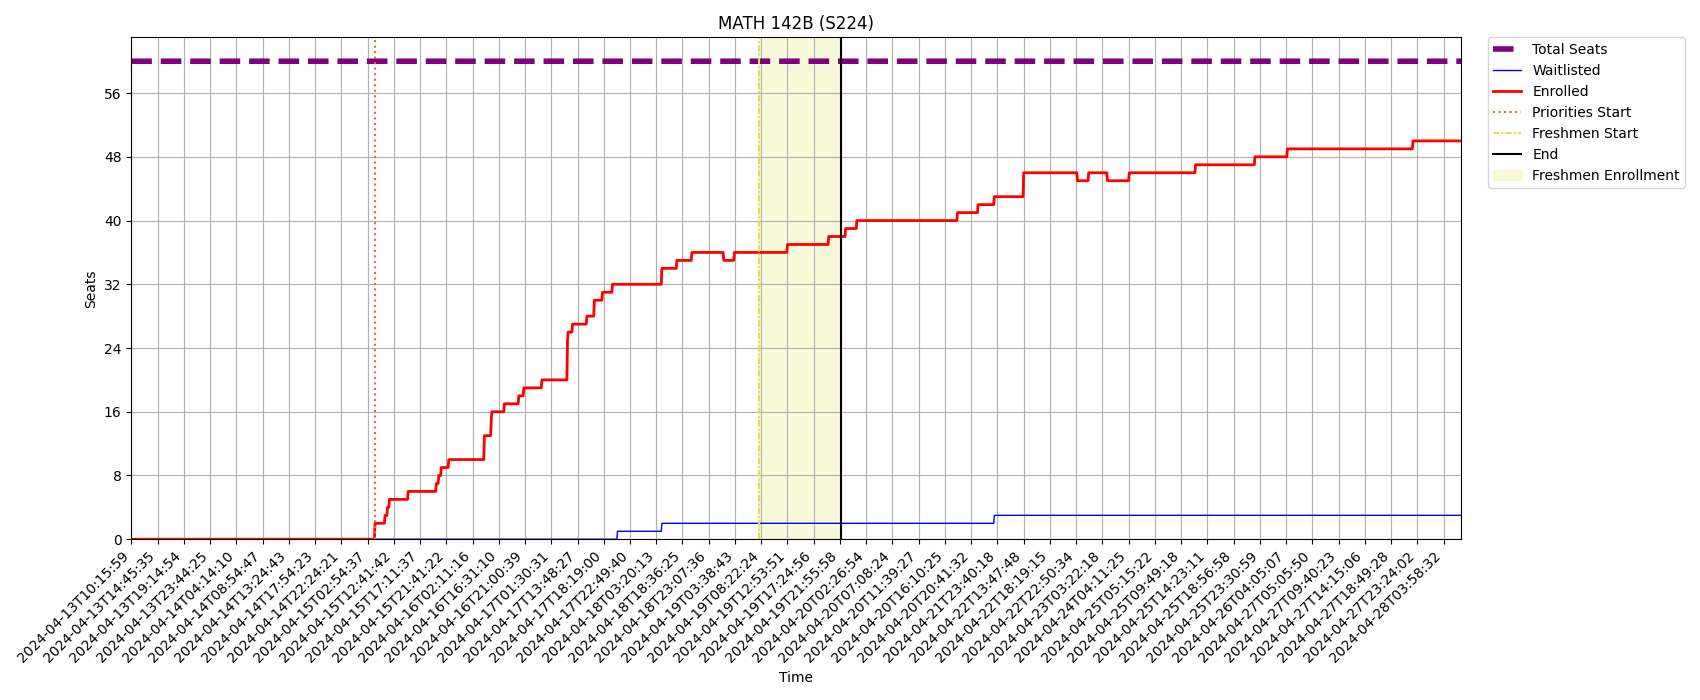 MATH 142B (S224)
Total Seats
Waitlisted
Enrolled
Priorities Start
Freshmen Start
End
Freshmen Enrollment
Seats
56
48
40
32
24
16
8
0
2024-04-13T10:15:59
2024-04-13T14:45:35
2024-04-13T19:14:54
2024-04-13T23:44:25
2024-04-14T04:14:10
2024-04-14T08:54:47
2024-04-14T13:24:43
2024-04-14T17:54:23
2024-04-14T22:24:21
2024-04-15T02:54:37
2024-04-15T12:41:42
2024-04-15T17:11:37
2024-04-15T21:41:22
2024-04-16T02:11:16
2024-04-16T16:31:10
2024-04-16T21:00:39
2024-04-17T01:30:31
2024-04-17T13:48:27
2024-04-17T18:19:00
2024-04-17T22:49:40
2024-04-18T03:20:13
2024-04-18T18:36:25
2024-04-18T23:07:36
2024-04-19T03:38:43
2024-04-19T08:22:24
2024-04-19T12:53:51
2024-04-19T17:24:56
2024-04-19T21:55:58
2024-04-20T02:26:54
2024-04-20T07:08:24
2024-04-20T11:39:27
2024-04-20T16:10:25
2024-04-20T20:41:32
2024-04-21T23:40:18
2024-04-22T13:47:48
2024-04-22T18:19:15
2024-04-22T22:50:34
2024-04-23T03:22:18
2024-04-24T04:11:25
2024-04-25T05:15:22
2024-04-25T09:49:18
2024-04-25T14:23:11
2024-04-25T18:56:58
2024-04-25T23:30:59
2024-04-26T04:05:07
2024-04-27T05:05:50
2024-04-27T09:40:23
2024-04-27T14:15:06
2024-04-27T18:49:28
2024-04-27T23:24:02
2024-04-28T03:58:32
Time